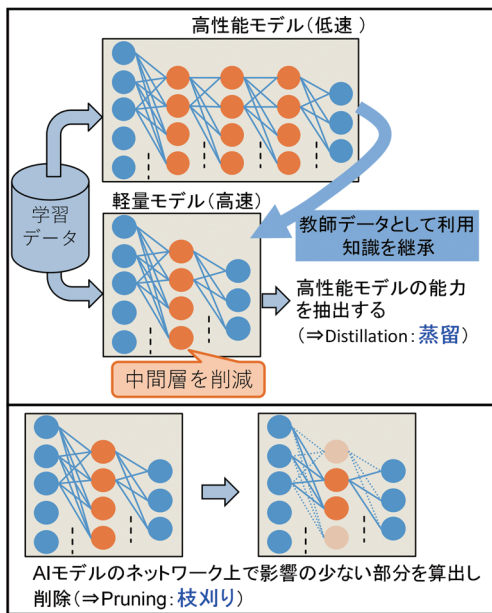 高性能モデル(低速 )
学習
データ
軽量モデル(高速)
教師データとして利用
知識を継承
高性能モデルの能力
を抽出する
(⇒Distillation:蒸留)
中間層を削減
AIモデルのネットワーク上で影響の少ない部分を算出し
削除(⇒Pruning:枝刈り)